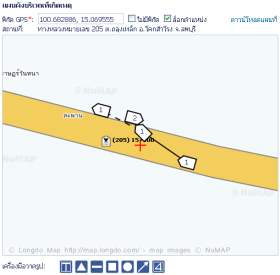 แผนผังบริเวณที่เกิดเหตุ
พิกัด GPS*: 100.682886, 15.069555 ไม่มีพิกัด ล็อกตำแหน่ง ดาวน์โหลดแผนที่
สถานที่: ทางหลวงหมายเลข 205 ต.ถลุงเหล็ก อ.โคกสำโรง จ.ลพบุรี
© NuMAP
1
2
สะพาน
1
(205) 157
1
NuMAP
© NuMAP
© Longdo Map http://map.longdo.com/ - map images © NuMAP
เครื่องมือวาดรูป: